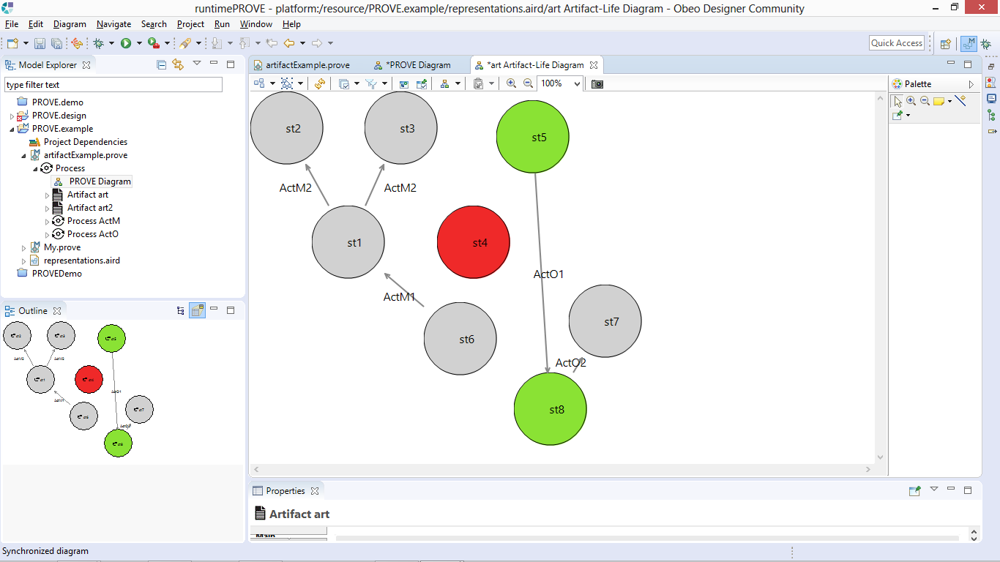 runtimePROVE - platform:/resource/PROVE.example/representations.aird/art Artifact-Life Diagram - Obeo Designer Community
File Edit Diagram Navigate Search Project Run Window Help
Quick Access
Model Explorer
type filter text
PROVE.demo
PROVE.design
PROVE.example
Project Dependencies
artifactExample.prove
Process
PROVE Diagram
Artifact art
Artifact art2
Process ActM
Process ActO
My.prove
representations.aird
PROVEDemo
Outline
artifactExample.prove *PROVE Diagram *art Artifact-Life Diagram
100%
Palette
st2 st3 st5
ActM2 ActM2
st1 st4
ActO1
ActM1
st7
st6
ActO2
st8
Properties
Artifact art
Main
Synchronized diagram